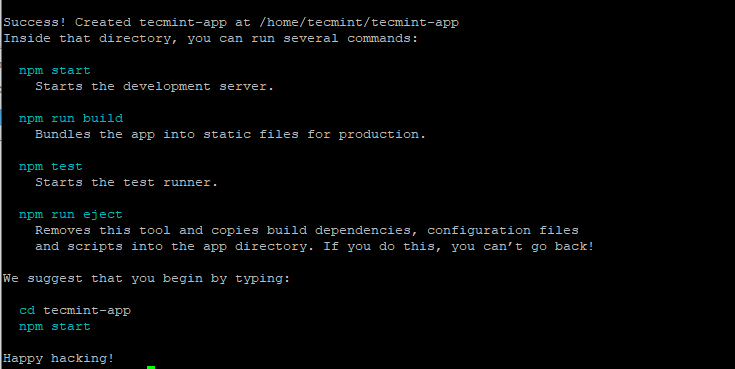 Success! Created tecmint-app at /home/tecmint/tecmint-app
Inside that directory, you can run several commands:
npm start
Starts the development server.
npm run build
Bundles the app into static files for production.
npm test
Starts the test runner.
npm run eject
Removes this tool and copies build dependencies, configuration files
and scripts into the app directory. If you do this, you can’t go back!
We suggest that you begin by typing:
cd tecmint-app
npm start
Happy hacking!